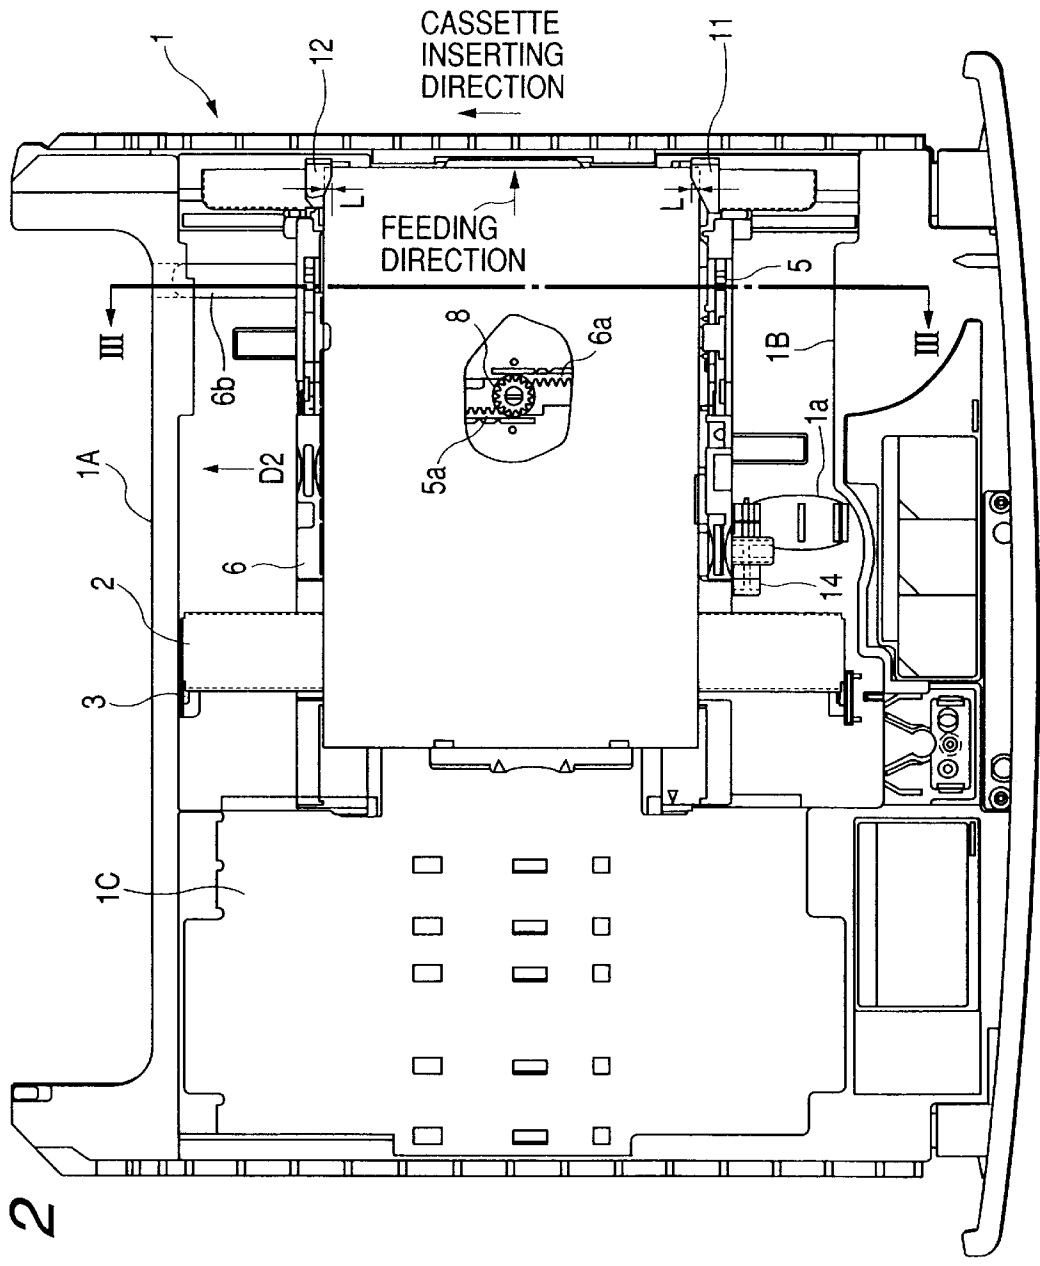 CASSETTE
INSERTING
DIRECTION
1
12
11
L
L
FEEDING
DIRECTION
III
III
5
8
6a
6b
1B
1a
5a
1A
D2
6
14
2
3
1C
2